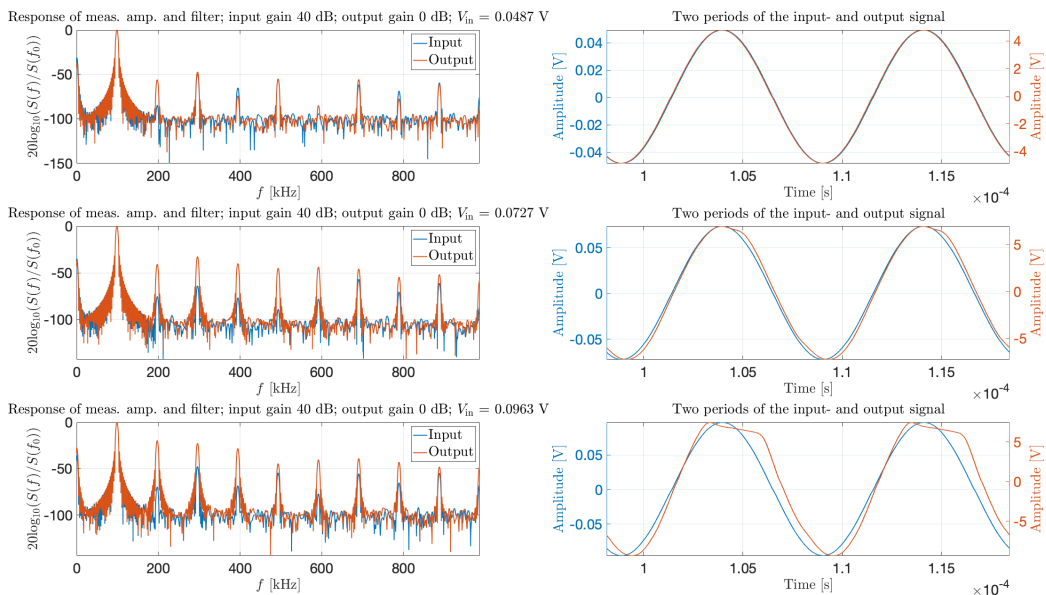 Response of meas. amp. and filter; input gain 40 dB; output gain 0 dB; V_in = 0.0487 V
20log10(S(f)/S(f0))
0
-50
-100
-150
Input
Output
0 200 400 600 800
f [kHz]
Two periods of the input- and output signal
Amplitude [V]
0.04
0.02
0
-0.02
-0.04
4
2
0
-2
-4
Amplitude [V]
1 1.05 1.1 1.15
Time [s]
×10-4
Response of meas. amp. and filter; input gain 40 dB; output gain 0 dB; V_in = 0.0727 V
20log10(S(f)/S(f0))
0
-50
-100
Input
Output
0 200 400 600 800
f [kHz]
Two periods of the input- and output signal
Amplitude [V]
0.05
0
-0.05
5
0
-5
Amplitude [V]
1 1.05 1.1 1.15
Time [s]
×10-4
Response of meas. amp. and filter; input gain 40 dB; output gain 0 dB; V_in = 0.0963 V
20log10(S(f)/S(f0))
0
-50
-100
Input
Output
0 200 400 600 800
f [kHz]
Two periods of the input- and output signal
Amplitude [V]
0.05
0
-0.05
5
0
-5
Amplitude [V]
1 1.05 1.1 1.15
Time [s]
×10-4